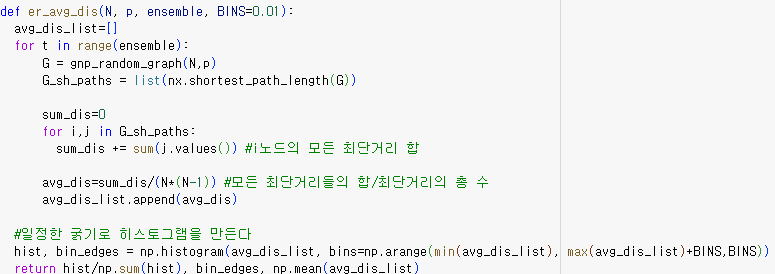 def er_avg_dis(N, p, ensemble, BINS=0.01):
  avg_dis_list=[]
  for t in range(ensemble):
      G = gnp_random_graph(N,p)
      G_sh_paths = list(nx.shortest_path_length(G))

      sum_dis=0
      for i,j in G_sh_paths:
        sum_dis += sum(j.values()) #i노드의 모든 최단거리 합

      avg_dis=sum_dis/(N*(N-1)) #모든 최단거리들의 합/최단거리의 총 수
      avg_dis_list.append(avg_dis)

  #일정한 굵기로 히스토그램을 만든다
  hist, bin_edges = np.histogram(avg_dis_list, bins=np.arange(min(avg_dis_list), max(avg_dis_list)+BINS,BINS))
  return hist/np.sum(hist), bin_edges, np.mean(avg_dis_list)